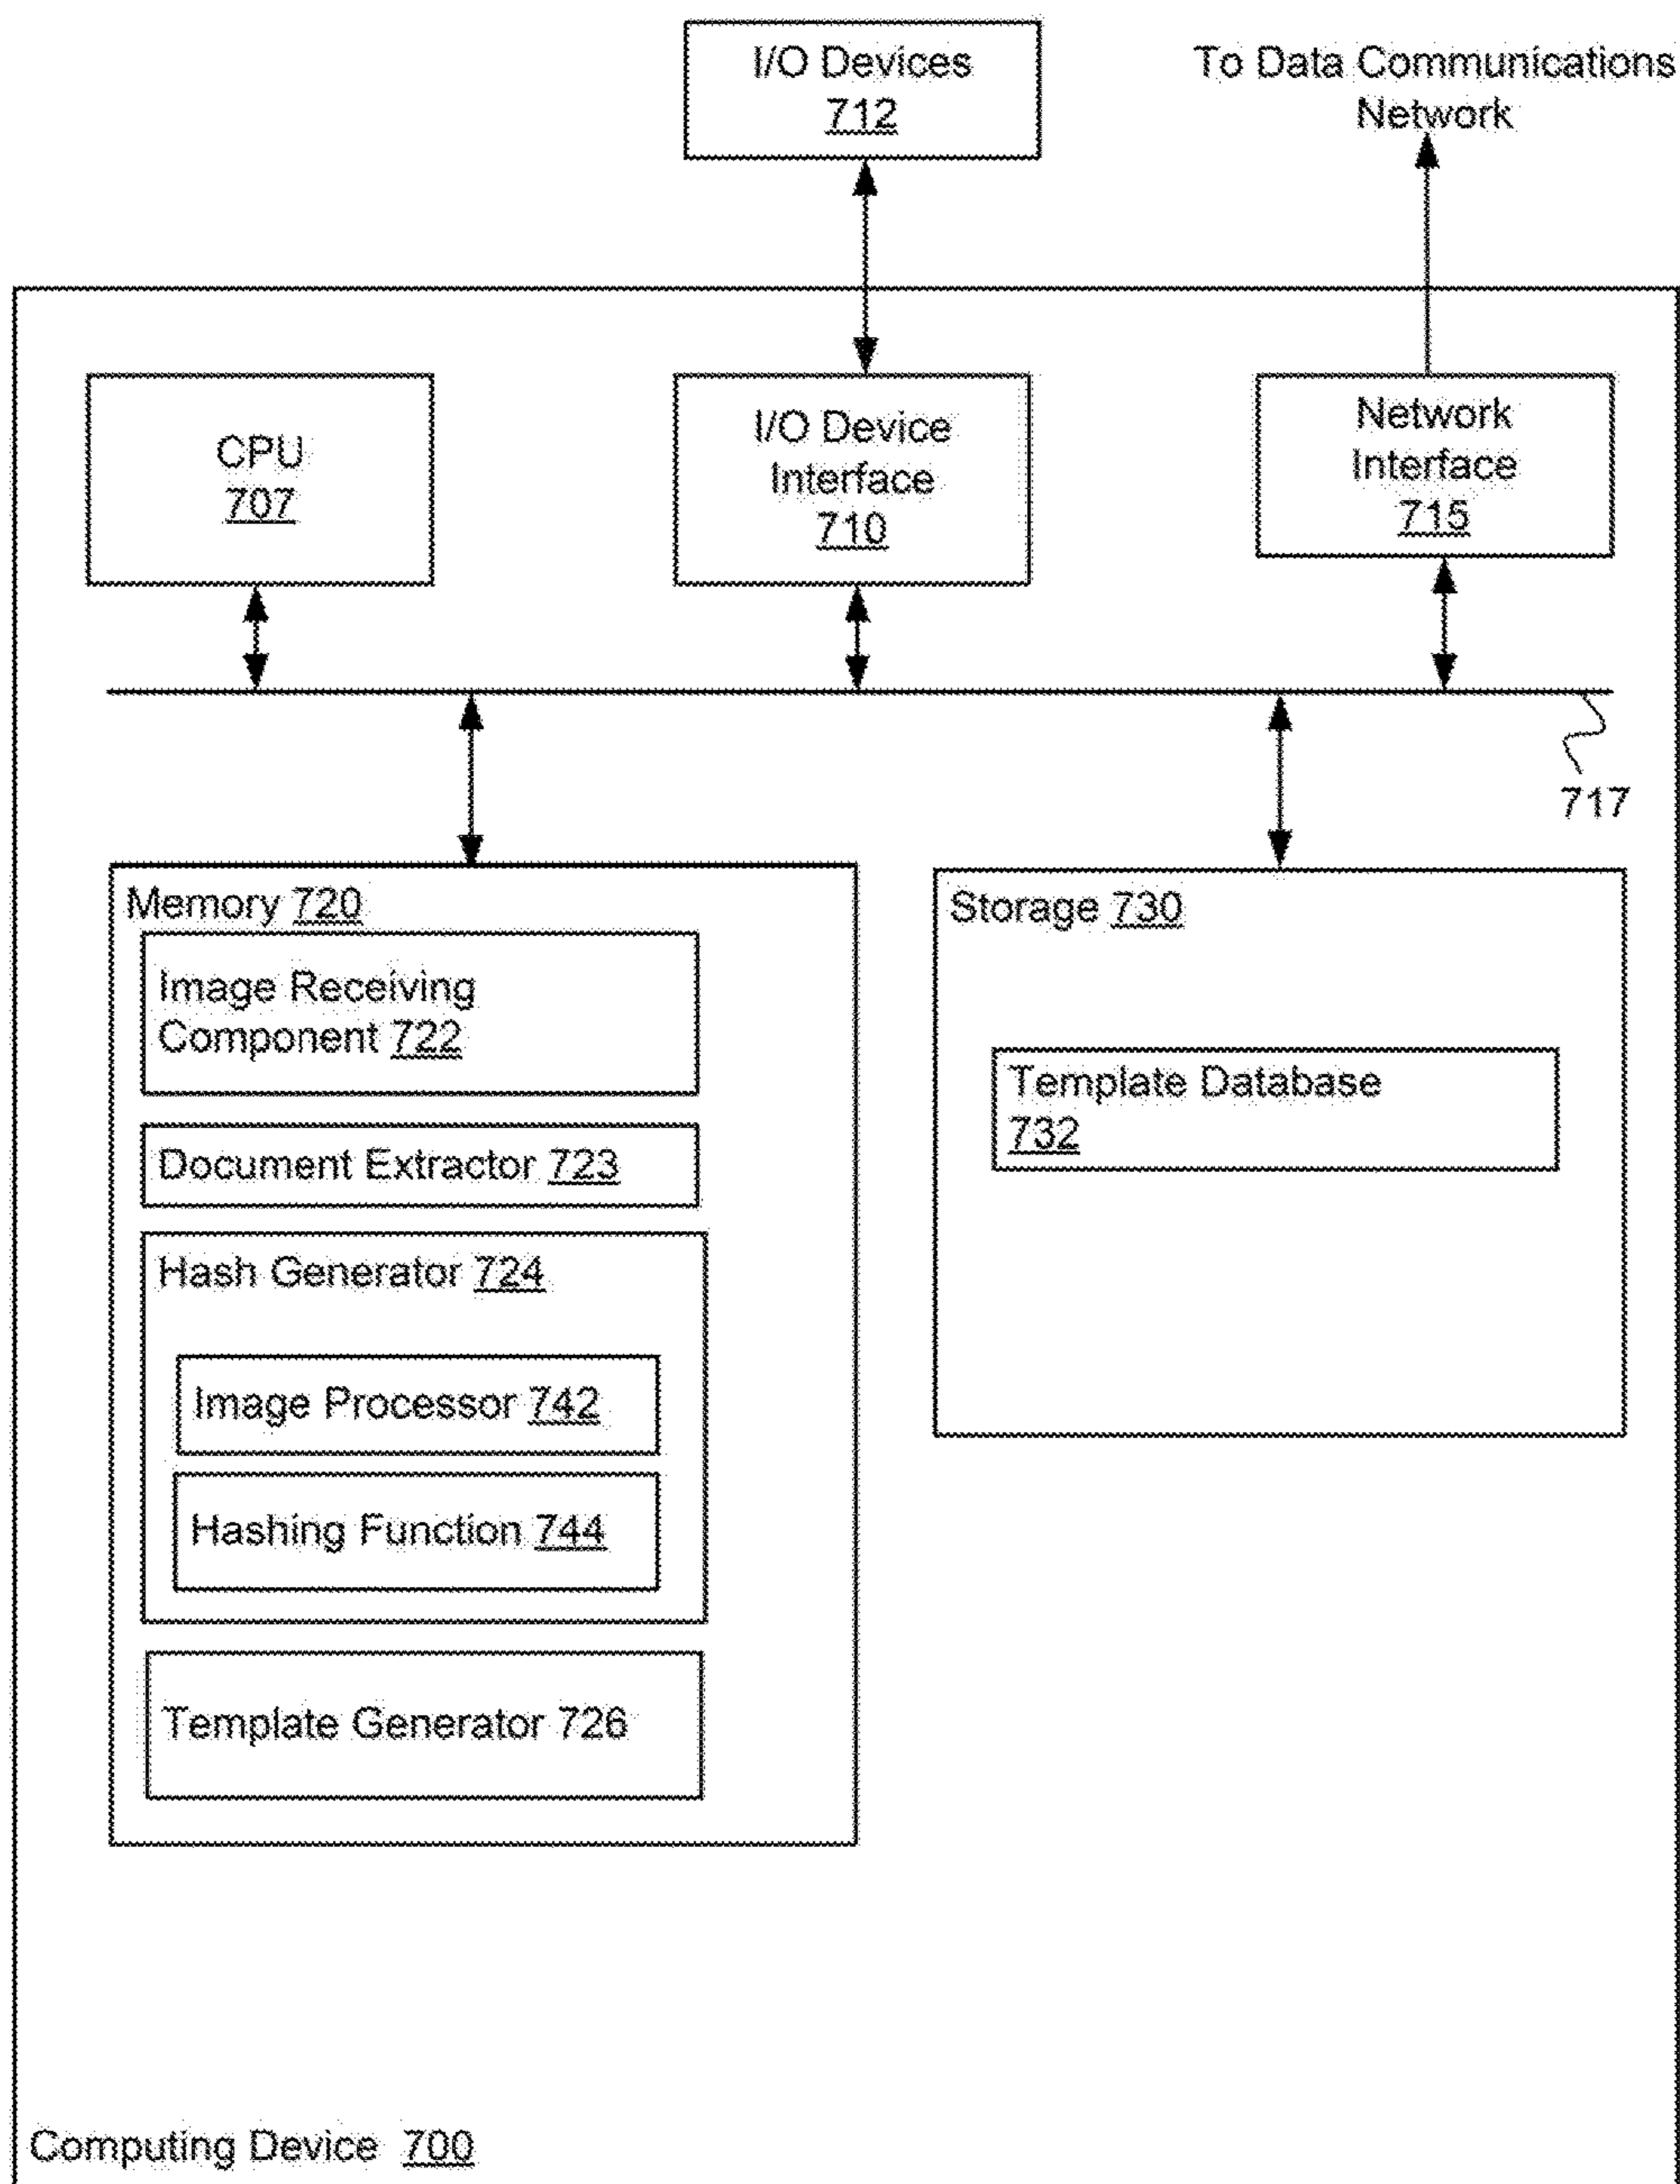 I/O Devices
712
To Data Communications
Network
CPU
707
I/O Device
Interface
710
Network
Interface
715
717
Memory 720
Image Receiving
Component 722
Document Extractor 723
Hash Generator 724
Image Processor 742
Hashing Function 744
Template Generator 726
Storage 730
Template Database
732
Computing Device 700